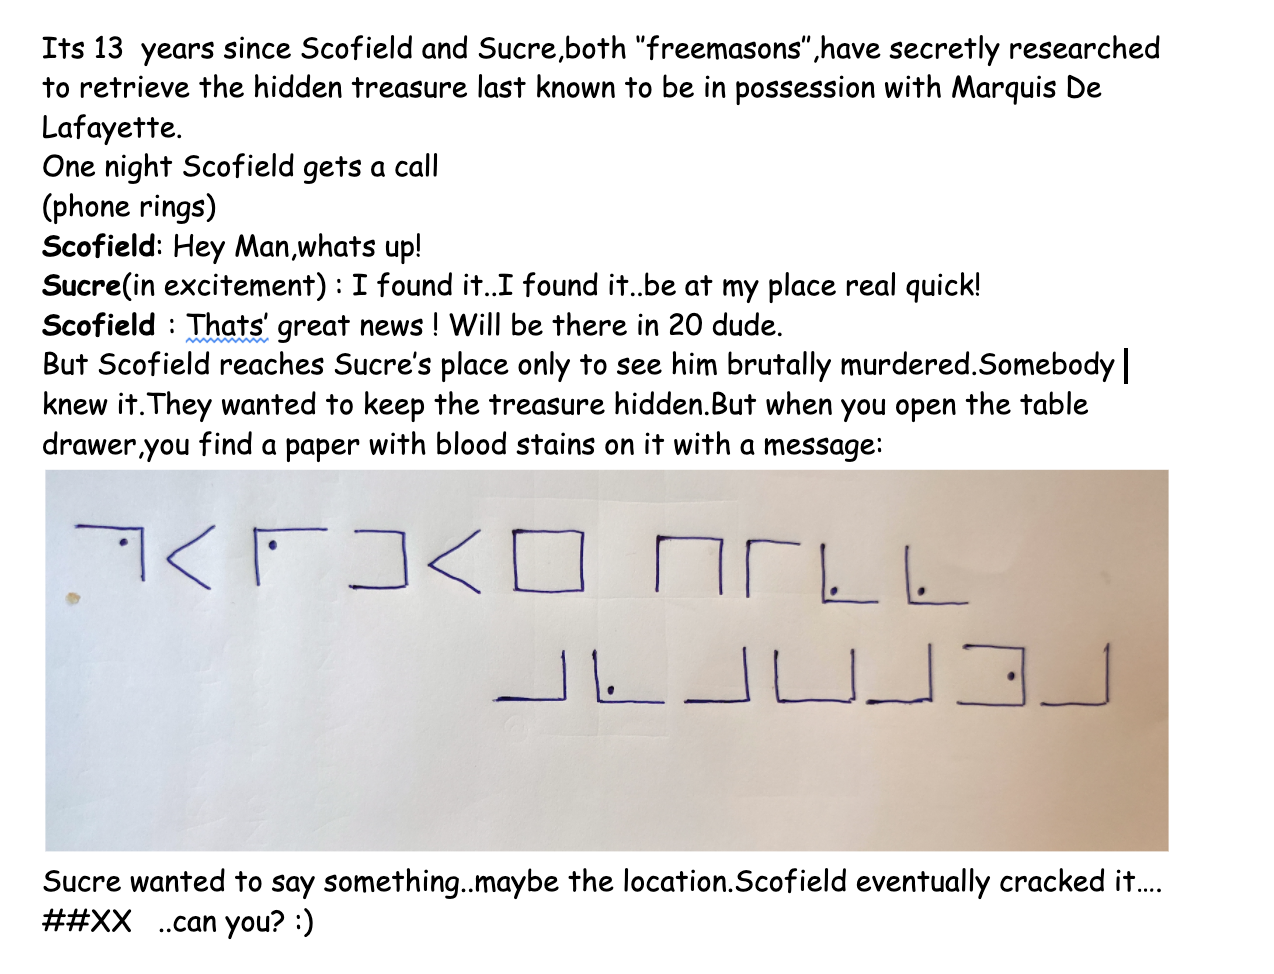 Its 13  years since Scofield and Sucre,both ‘’freemasons’’,have secretly researched
to retrieve the hidden treasure last known to be in possession with Marquis De
Lafayette.
One night Scofield gets a call
(phone rings)
Scofield: Hey Man,whats up!
Sucre(in excitement) : I found it..I found it..be at my place real quick!
Scofield : Thats’ great news ! Will be there in 20 dude.
But Scofield reaches Sucre’s place only to see him brutally murdered.Somebody
knew it.They wanted to keep the treasure hidden.But when you open the table
drawer,you find a paper with blood stains on it with a message:
Sucre wanted to say something..maybe the location.Scofield eventually cracked it….
##XX   ..can you? :)